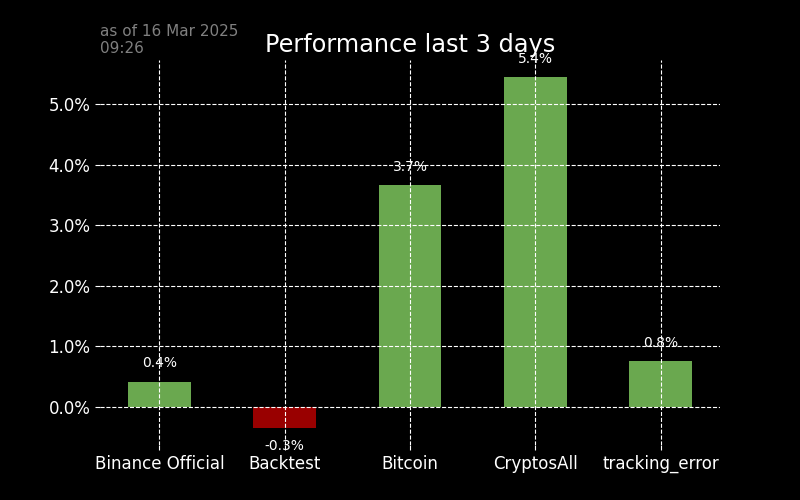 as of 16 Mar 2025
09:26
Performance last 3 days
5.4%
5.0%
4.0%
3.7%
3.0%
2.0%
1.0%
0.8%
0.4%
0.0%
-0.3%
Binance Official
Backtest
Bitcoin
CryptosAll
tracking_error